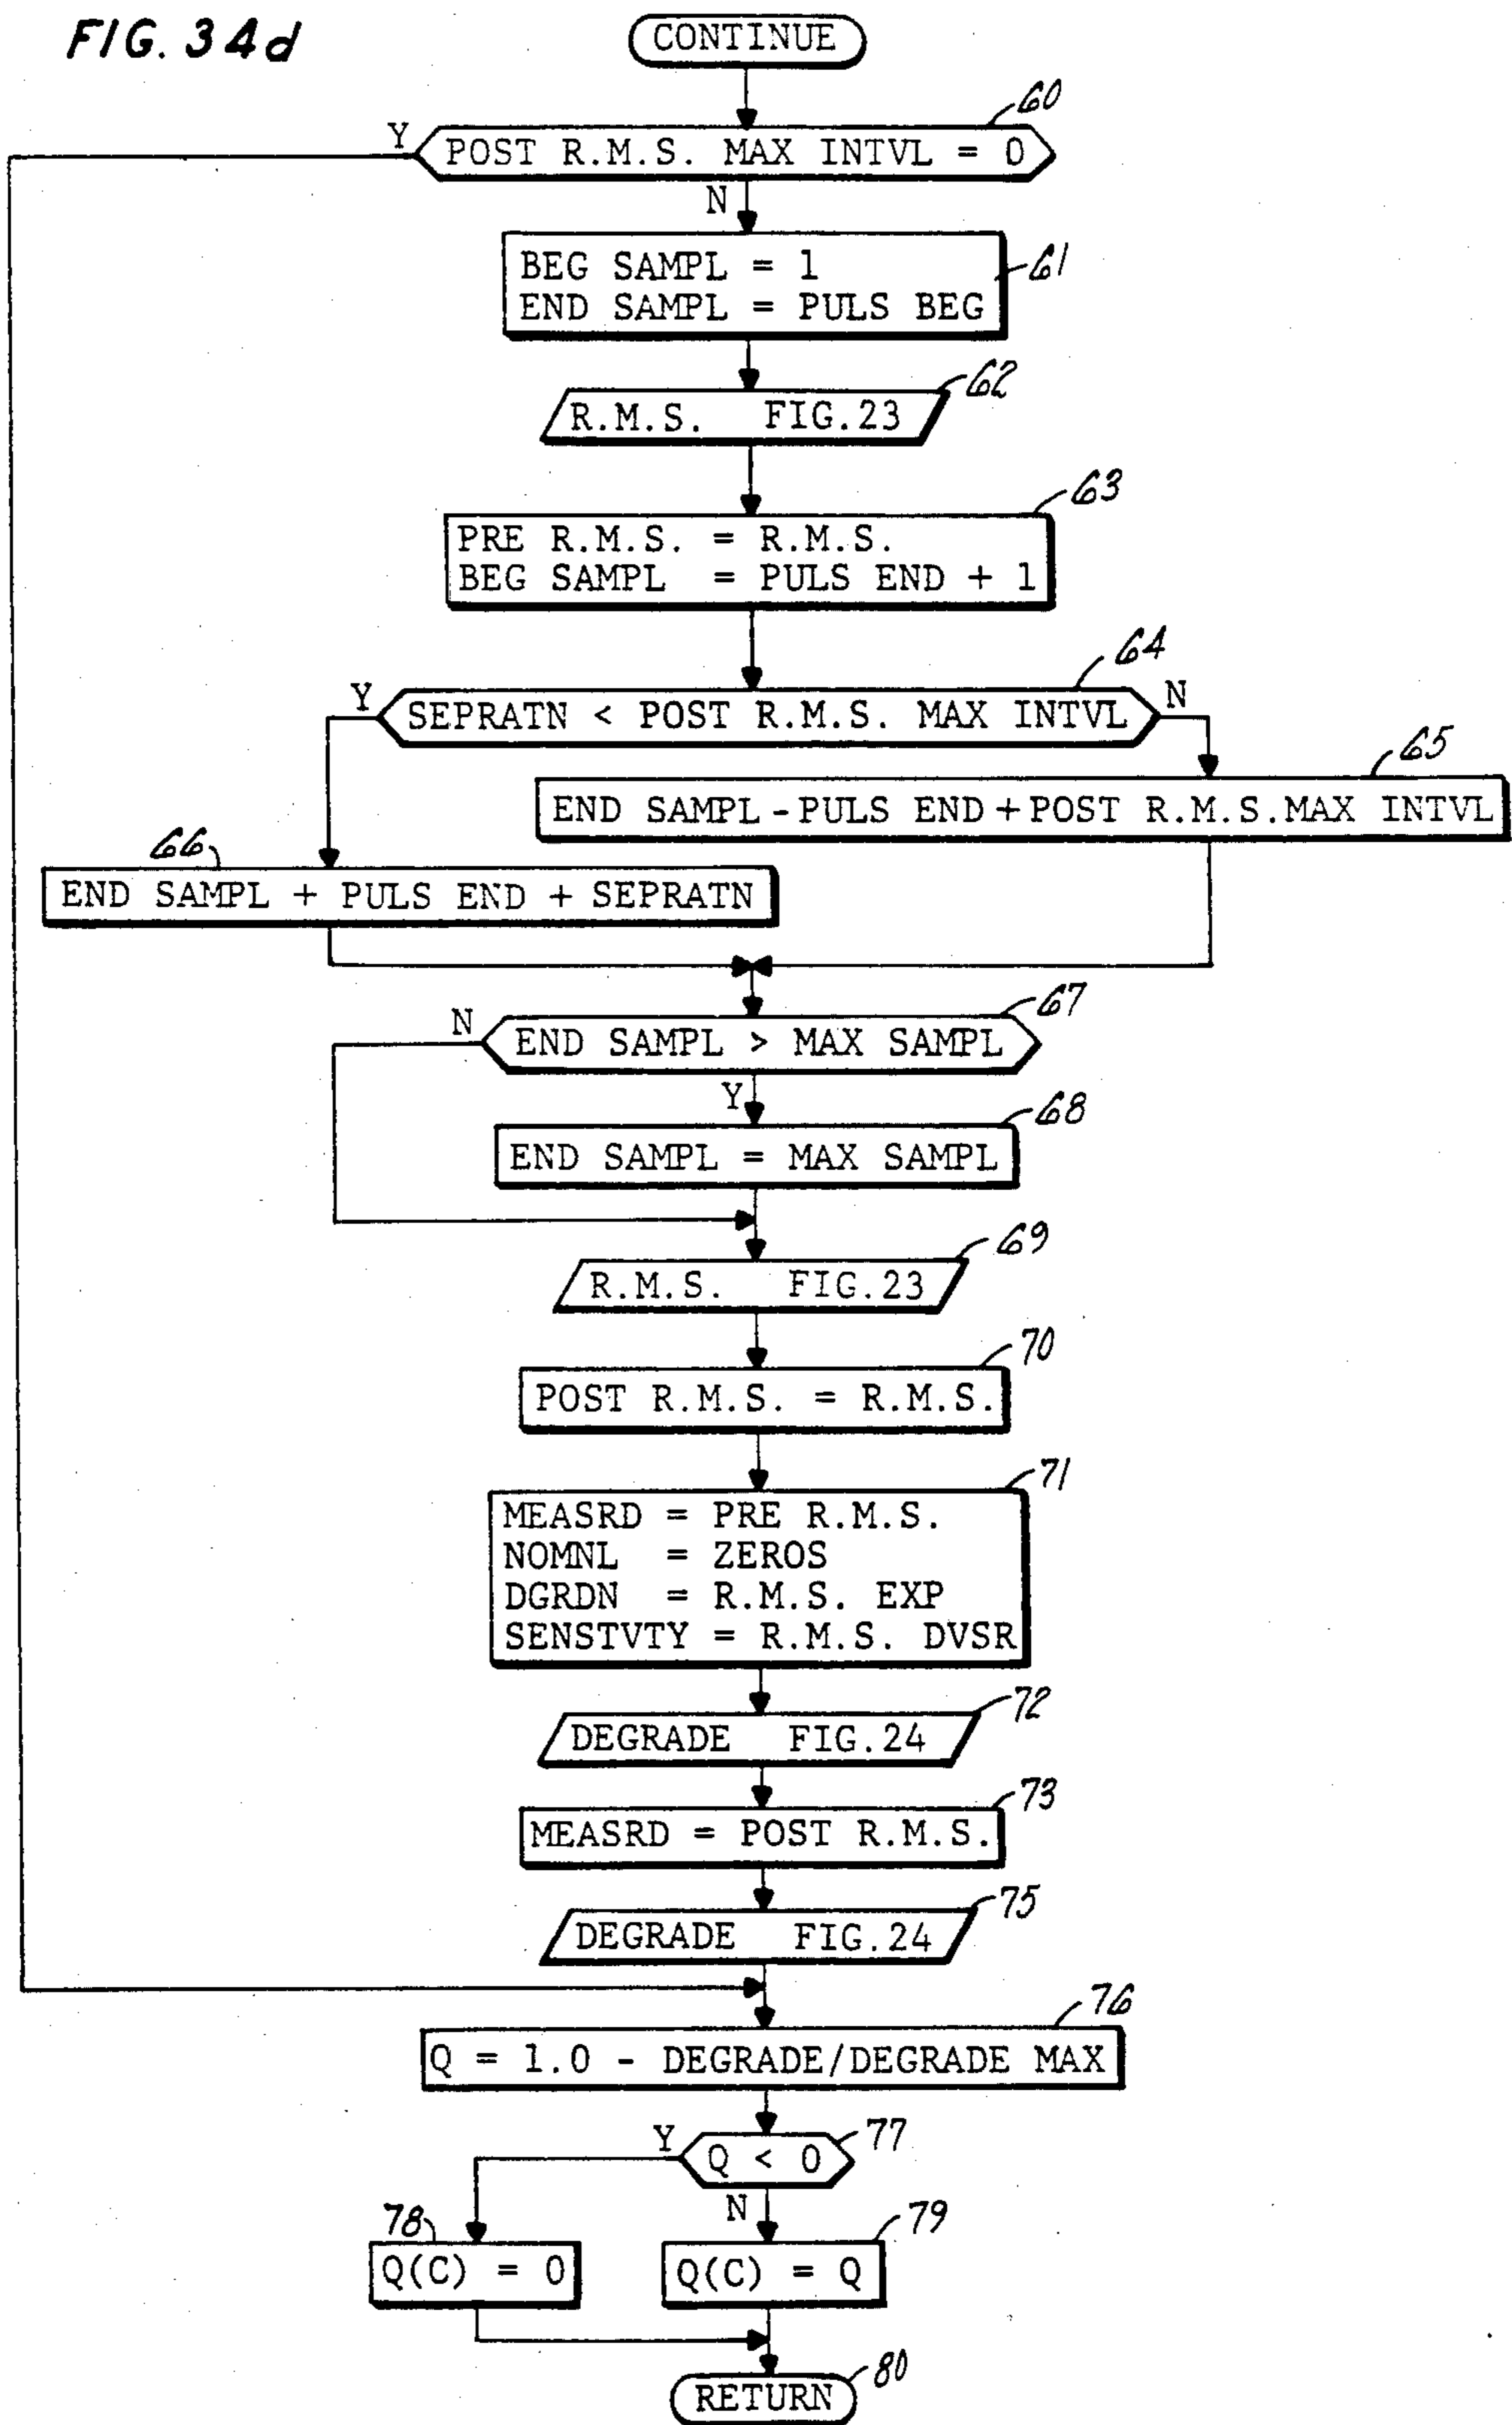 FIG. 34d
CONTINUE
60
Y
POST R.M.S. MAX INTVL = 0
N
61
BEG SAMPL = 1
END SAMPL = PULS BEG
62
R.M.S. FIG.23
63
PRE R.M.S. = R.M.S.
BEG SAMPL = PULS END + 1
64
Y
SEPRATN < POST R.M.S. MAX INTVL
N
65
END SAMPL - PULS END + POST R.M.S.MAX INTVL
66
END SAMPL + PULS END + SEPRATN
67
N
END SAMPL > MAX SAMPL
Y
68
END SAMPL = MAX SAMPL
69
R.M.S. FIG.23
70
POST R.M.S. = R.M.S.
71
MEASRD = PRE R.M.S.
NOMNL = ZEROS
DGRDN = R.M.S. EXP
SENSTVTY = R.M.S. DVSR
72
DEGRADE FIG.24
73
MEASRD = POST R.M.S.
75
DEGRADE FIG.24
76
Q = 1.0 - DEGRADE/DEGRADE MAX
77
Y
Q < 0
N
78
Q(C) = 0
79
Q(C) = Q
80
RETURN